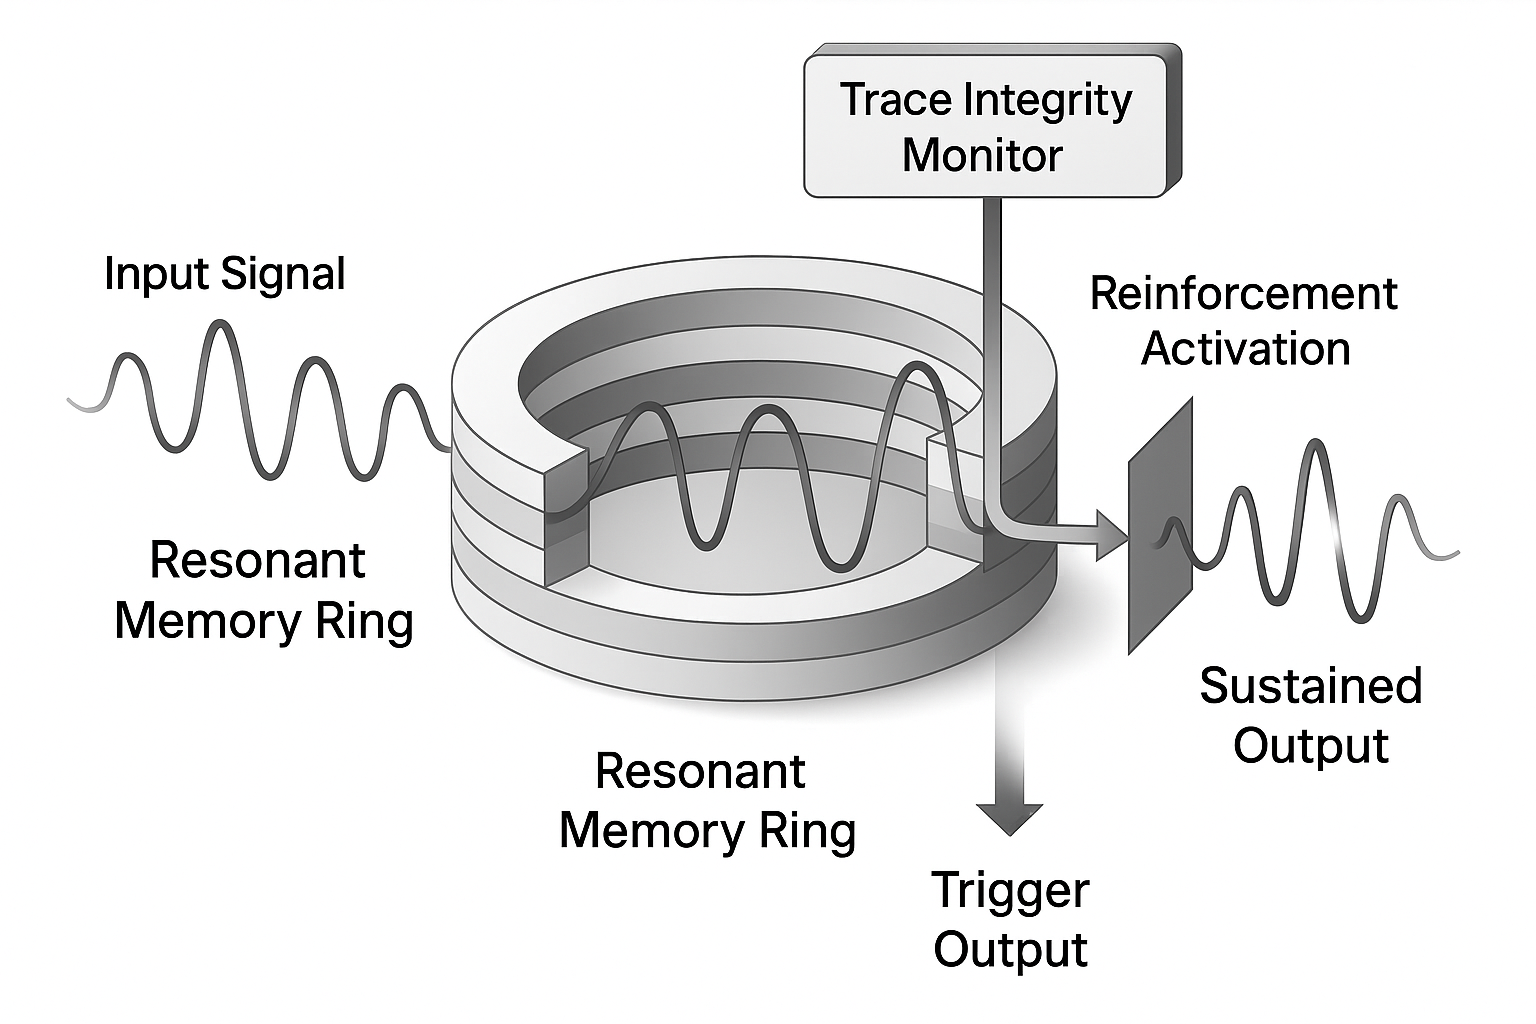 Trace Integrity
Monitor
Input Signal
Reinforcement
Activation
Resonant
Memory Ring
Sustained
Output
Resonant
Memory Ring
Trigger
Output